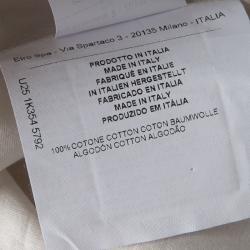 Etro spa - Via Spartaco 3 - 20135 Milano - ITALIA
PRODOTTO IN ITALIA
MADE IN ITALY
FABRIQUÉ EN ITALIE
IN ITALIEN HERGESTELLT
FABRICADO EN ITALIA
MADE IN ITALY
PRODUZIDO EM ITÁLIA
100% COTONE COTTON COTON BAUMWOLLE
ALGODÓN COTTON ALGODÃO
U25 1K354 5792